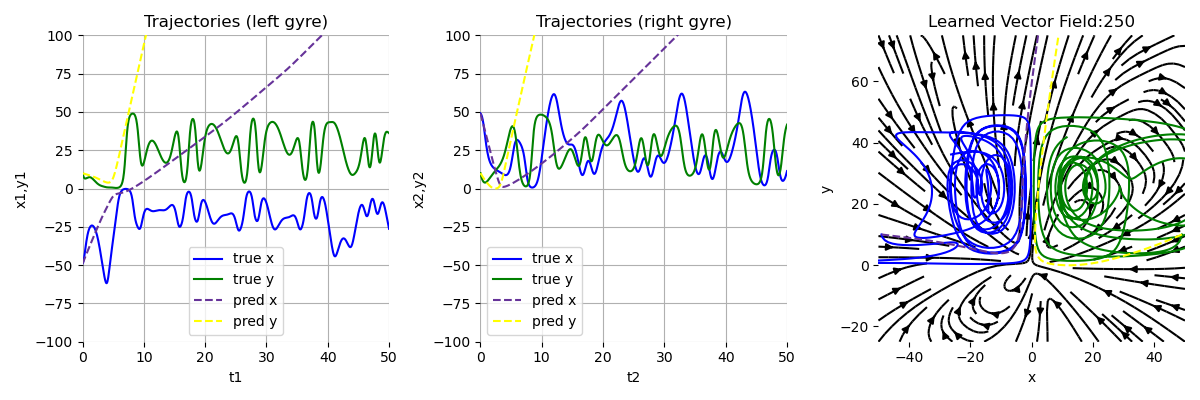 Trajectories (left gyre)
100
75
50
25
0
−25
−50
−75
−100
0 10 20 30 40 50
x1,y1
t1
true x
true y
pred x
pred y
Trajectories (right gyre)
100
75
50
25
0
−25
−50
−75
−100
0 10 20 30 40 50
x2,y2
t2
true x
true y
pred x
pred y
Learned Vector Field:250
60
40
20
0
−20
−40 −20 0 20 40
y
x